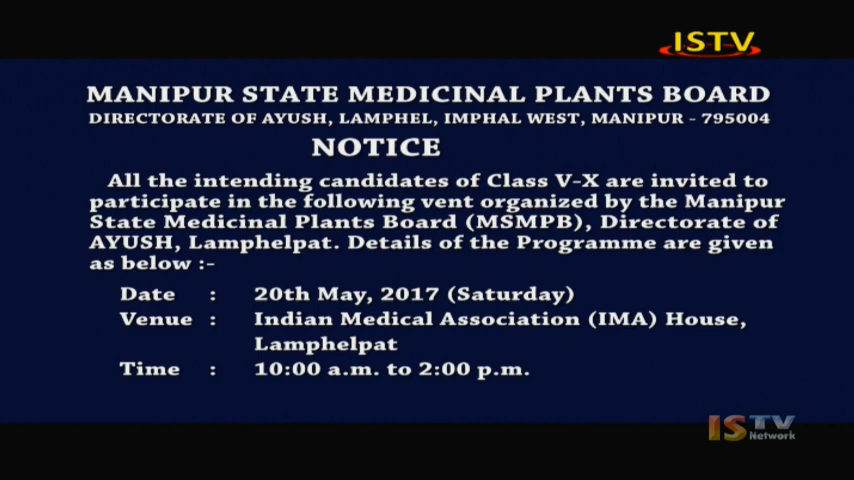 ISTV
MANIPUR STATE MEDICINAL PLANTS BOARD
DIRECTORATE OF AYUSH, LAMPHEL, IMPHAL WEST, MANIPUR - 795004
NOTICE
All the intending candidates of Class V-X are invited to
participate in the following vent organized by the Manipur
State Medicinal Plants Board (MSMPB), Directorate of
AYUSH, Lamphelpat. Details of the Programme are given
as below :-
Date : 20th May, 2017 (Saturday)
Venue : Indian Medical Association (IMA) House,
Lamphelpat
Time : 10:00 a.m. to 2:00 p.m.
ISTV
Network